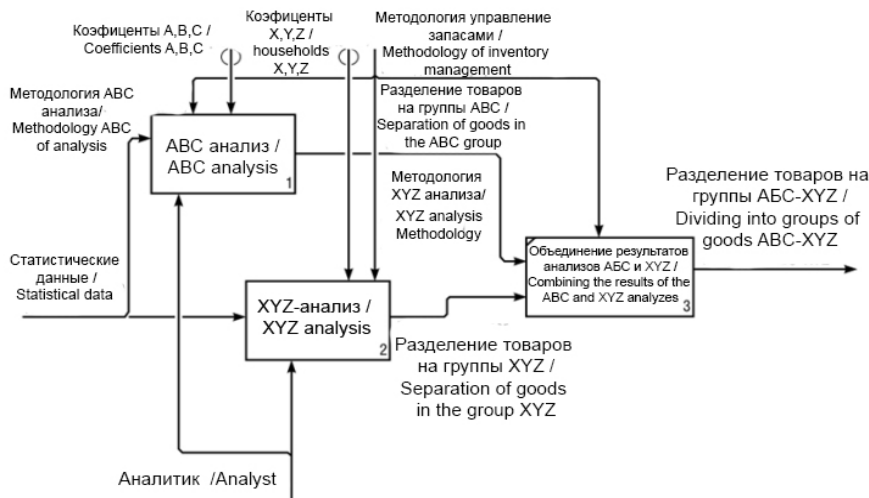 Коэфиценты A,B,C /
Coefficients A,B,C
Коэфиценты
X,Y,Z /
households
X,Y,Z
Методология управление
запасами /
Methodology of inventory
management
Методология ABC
анализа/
Methodology ABC
of analysis
ABC анализ /
ABC analysis
1
Разделение товаров
на группы ABC /
Separation of goods in
the ABC group
Методология
XYZ анализа/
XYZ analysis
Methodology
Разделение товаров на
группы АБС-XYZ /
Dividing into groups of
goods ABC-XYZ
Статистические
данные /
Statistical data
XYZ-анализ /
XYZ analysis
2
Объединение результатов
анализов АБС и XYZ /
Combining the results of the
ABC and XYZ analyzes
3
Разделение товаров
на группы XYZ /
Separation of goods
in the group XYZ
Аналитик /Analyst